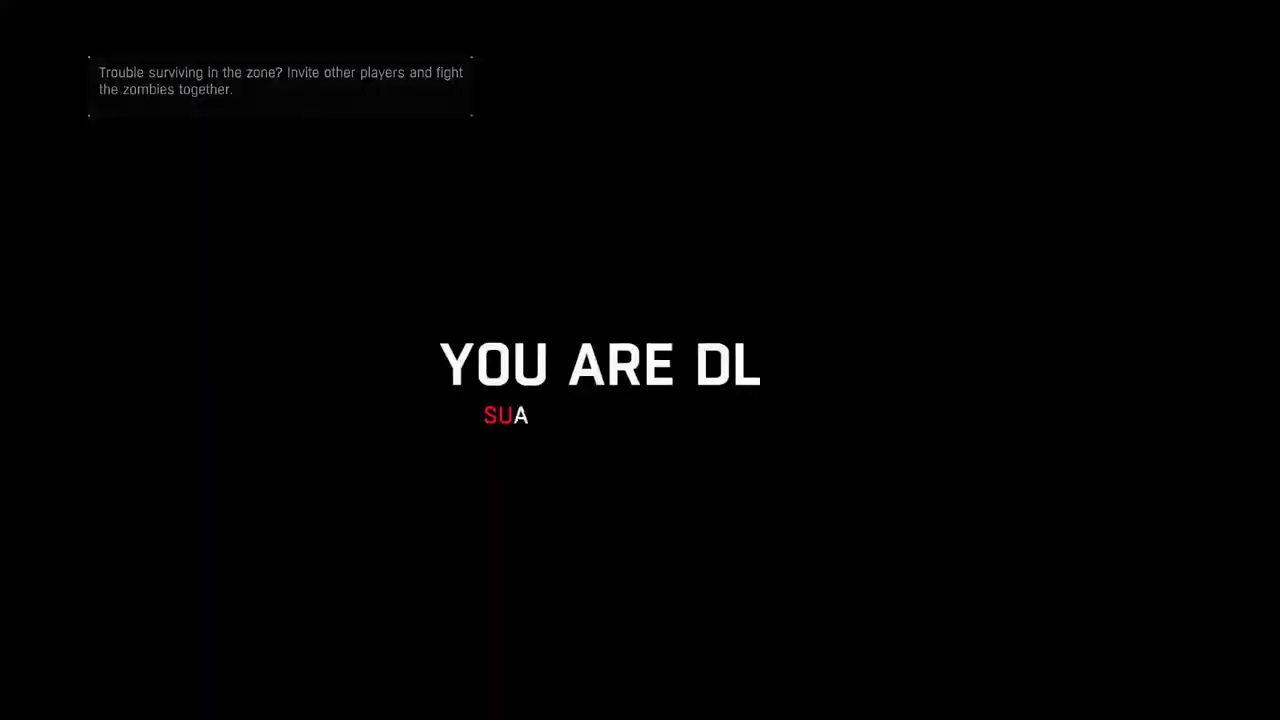 Trouble surviving in the zone? Invite other players and fight
the zombies together.
YOU ARE DL
SUA